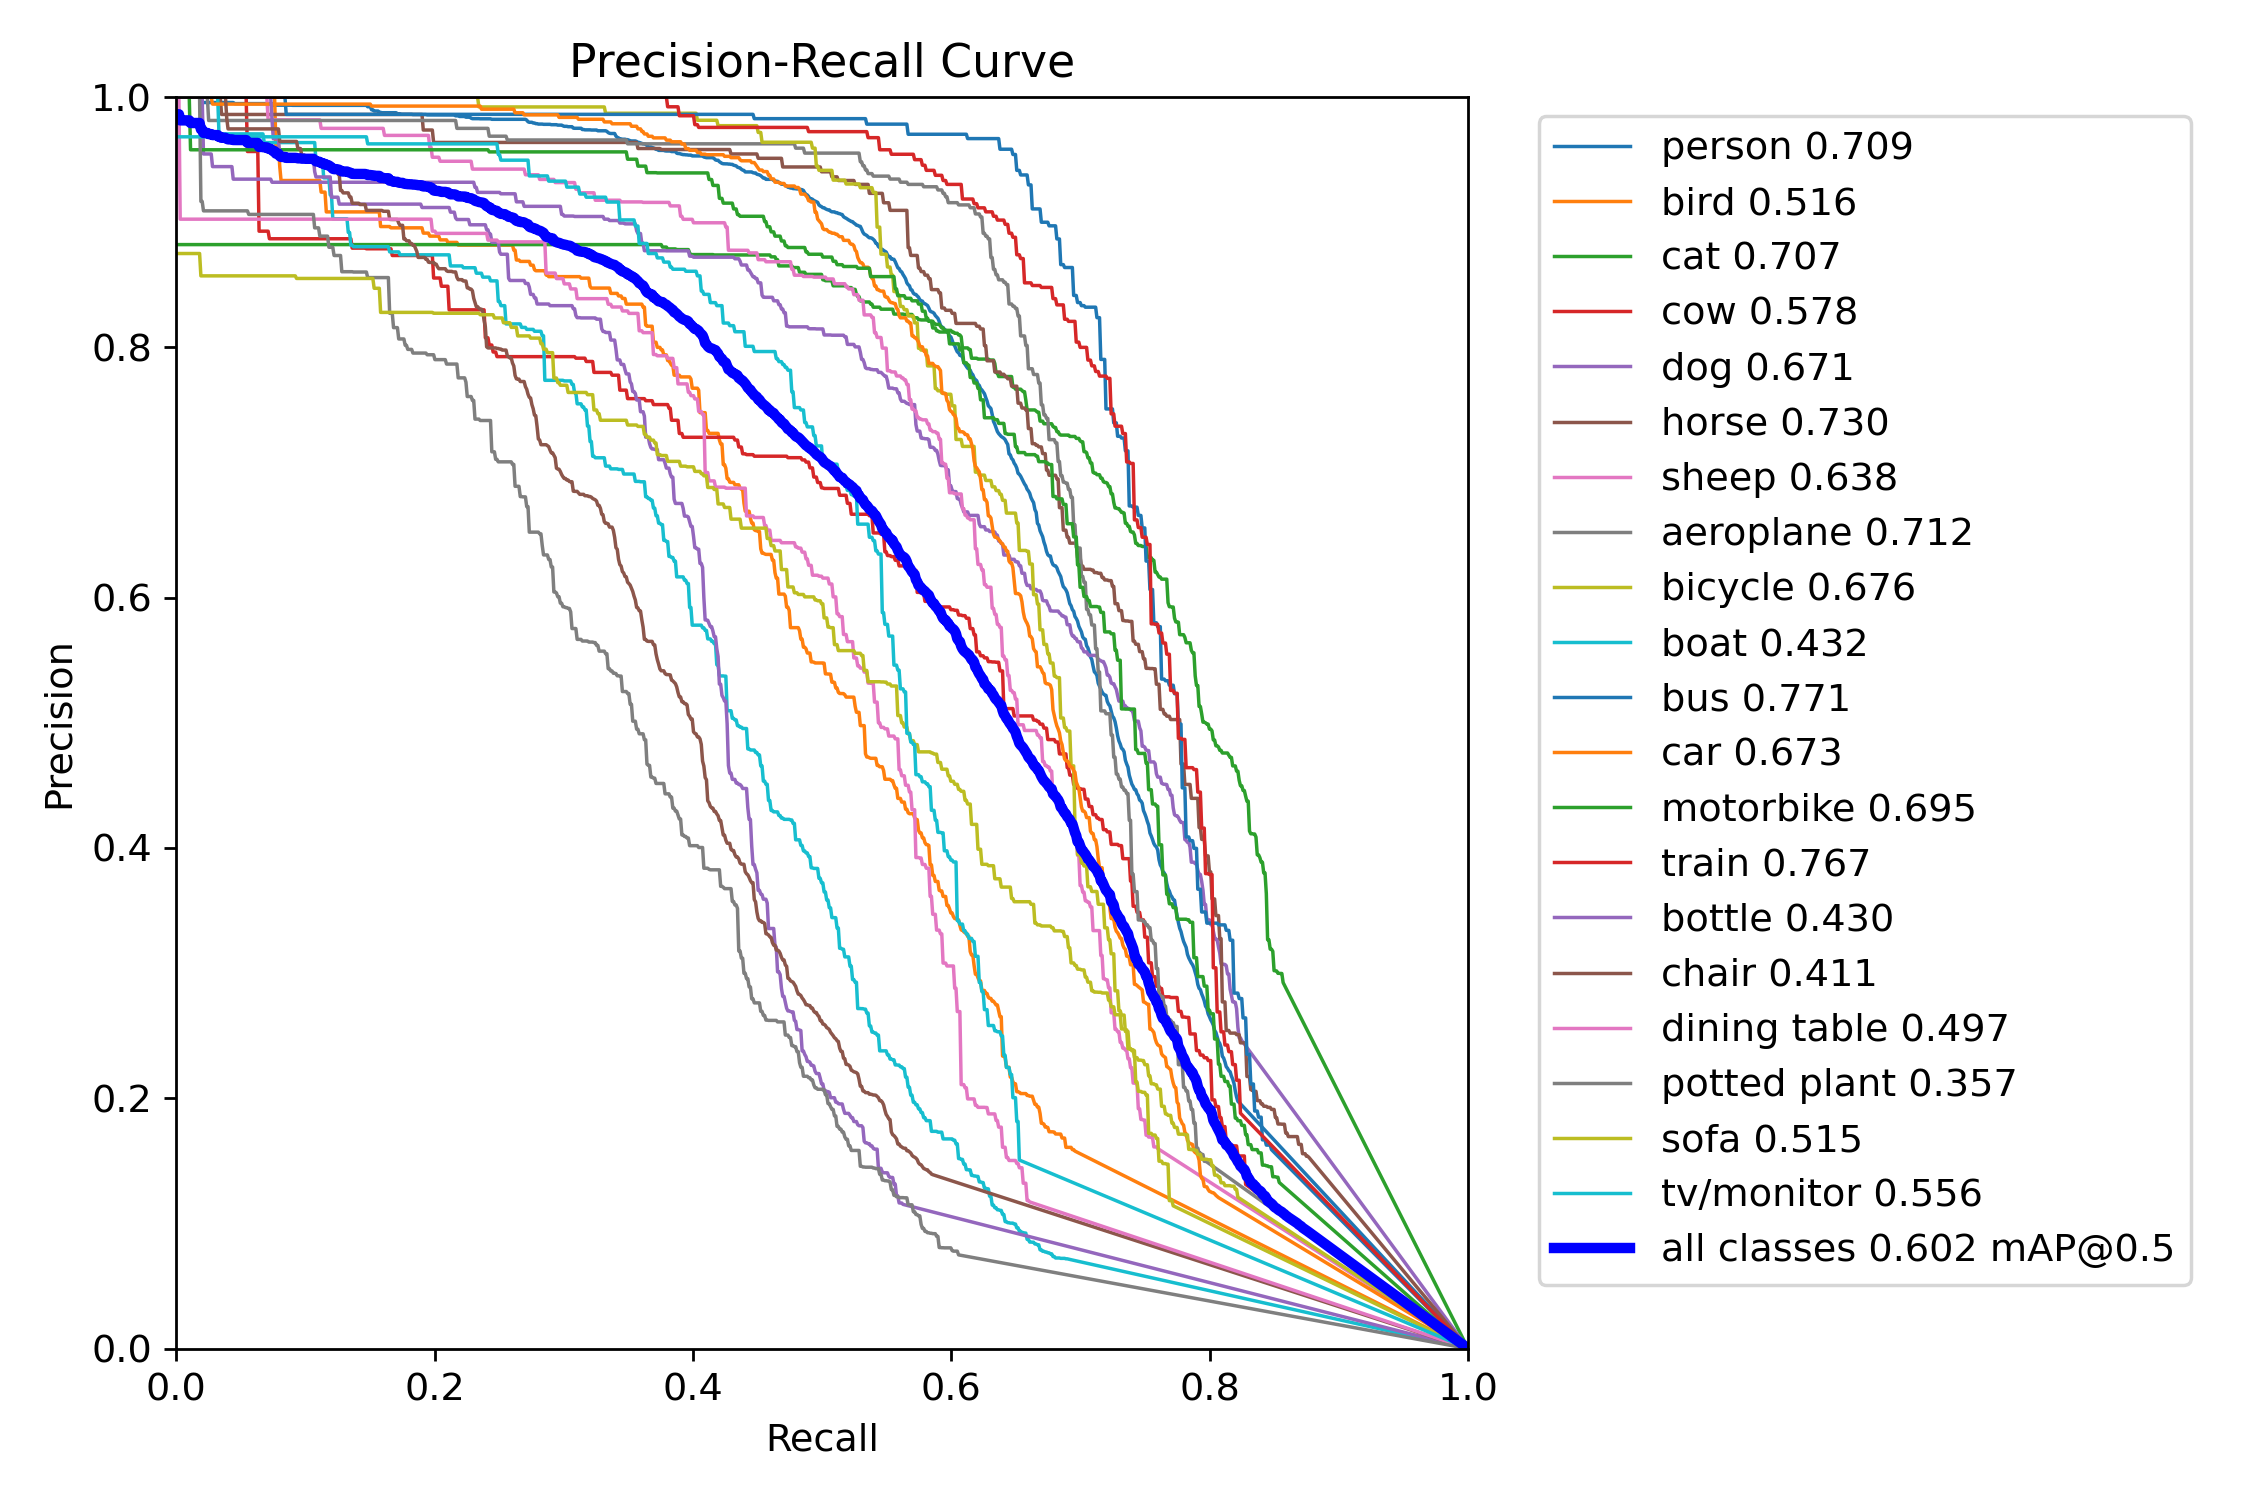 Precision-Recall Curve
1.0
0.8
0.6
0.4
0.2
0.0
Precision
0.0 0.2 0.4 0.6 0.8 1.0
Recall
person 0.709
bird 0.516
cat 0.707
cow 0.578
dog 0.671
horse 0.730
sheep 0.638
aeroplane 0.712
bicycle 0.676
boat 0.432
bus 0.771
car 0.673
motorbike 0.695
train 0.767
bottle 0.430
chair 0.411
dining table 0.497
potted plant 0.357
sofa 0.515
tv/monitor 0.556
all classes 0.602 mAP@0.5